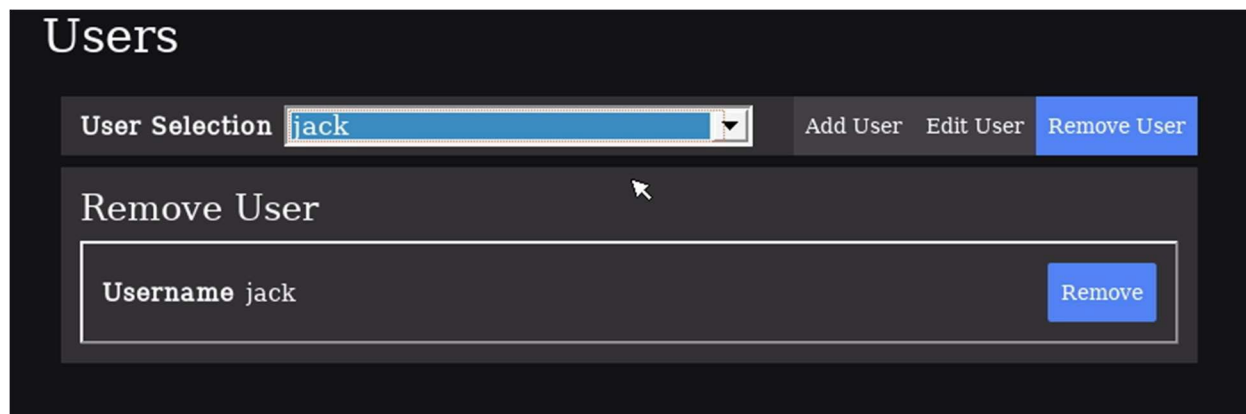 Users
User Selection jack Add User Edit User Remove User
Remove User
Username jack Remove